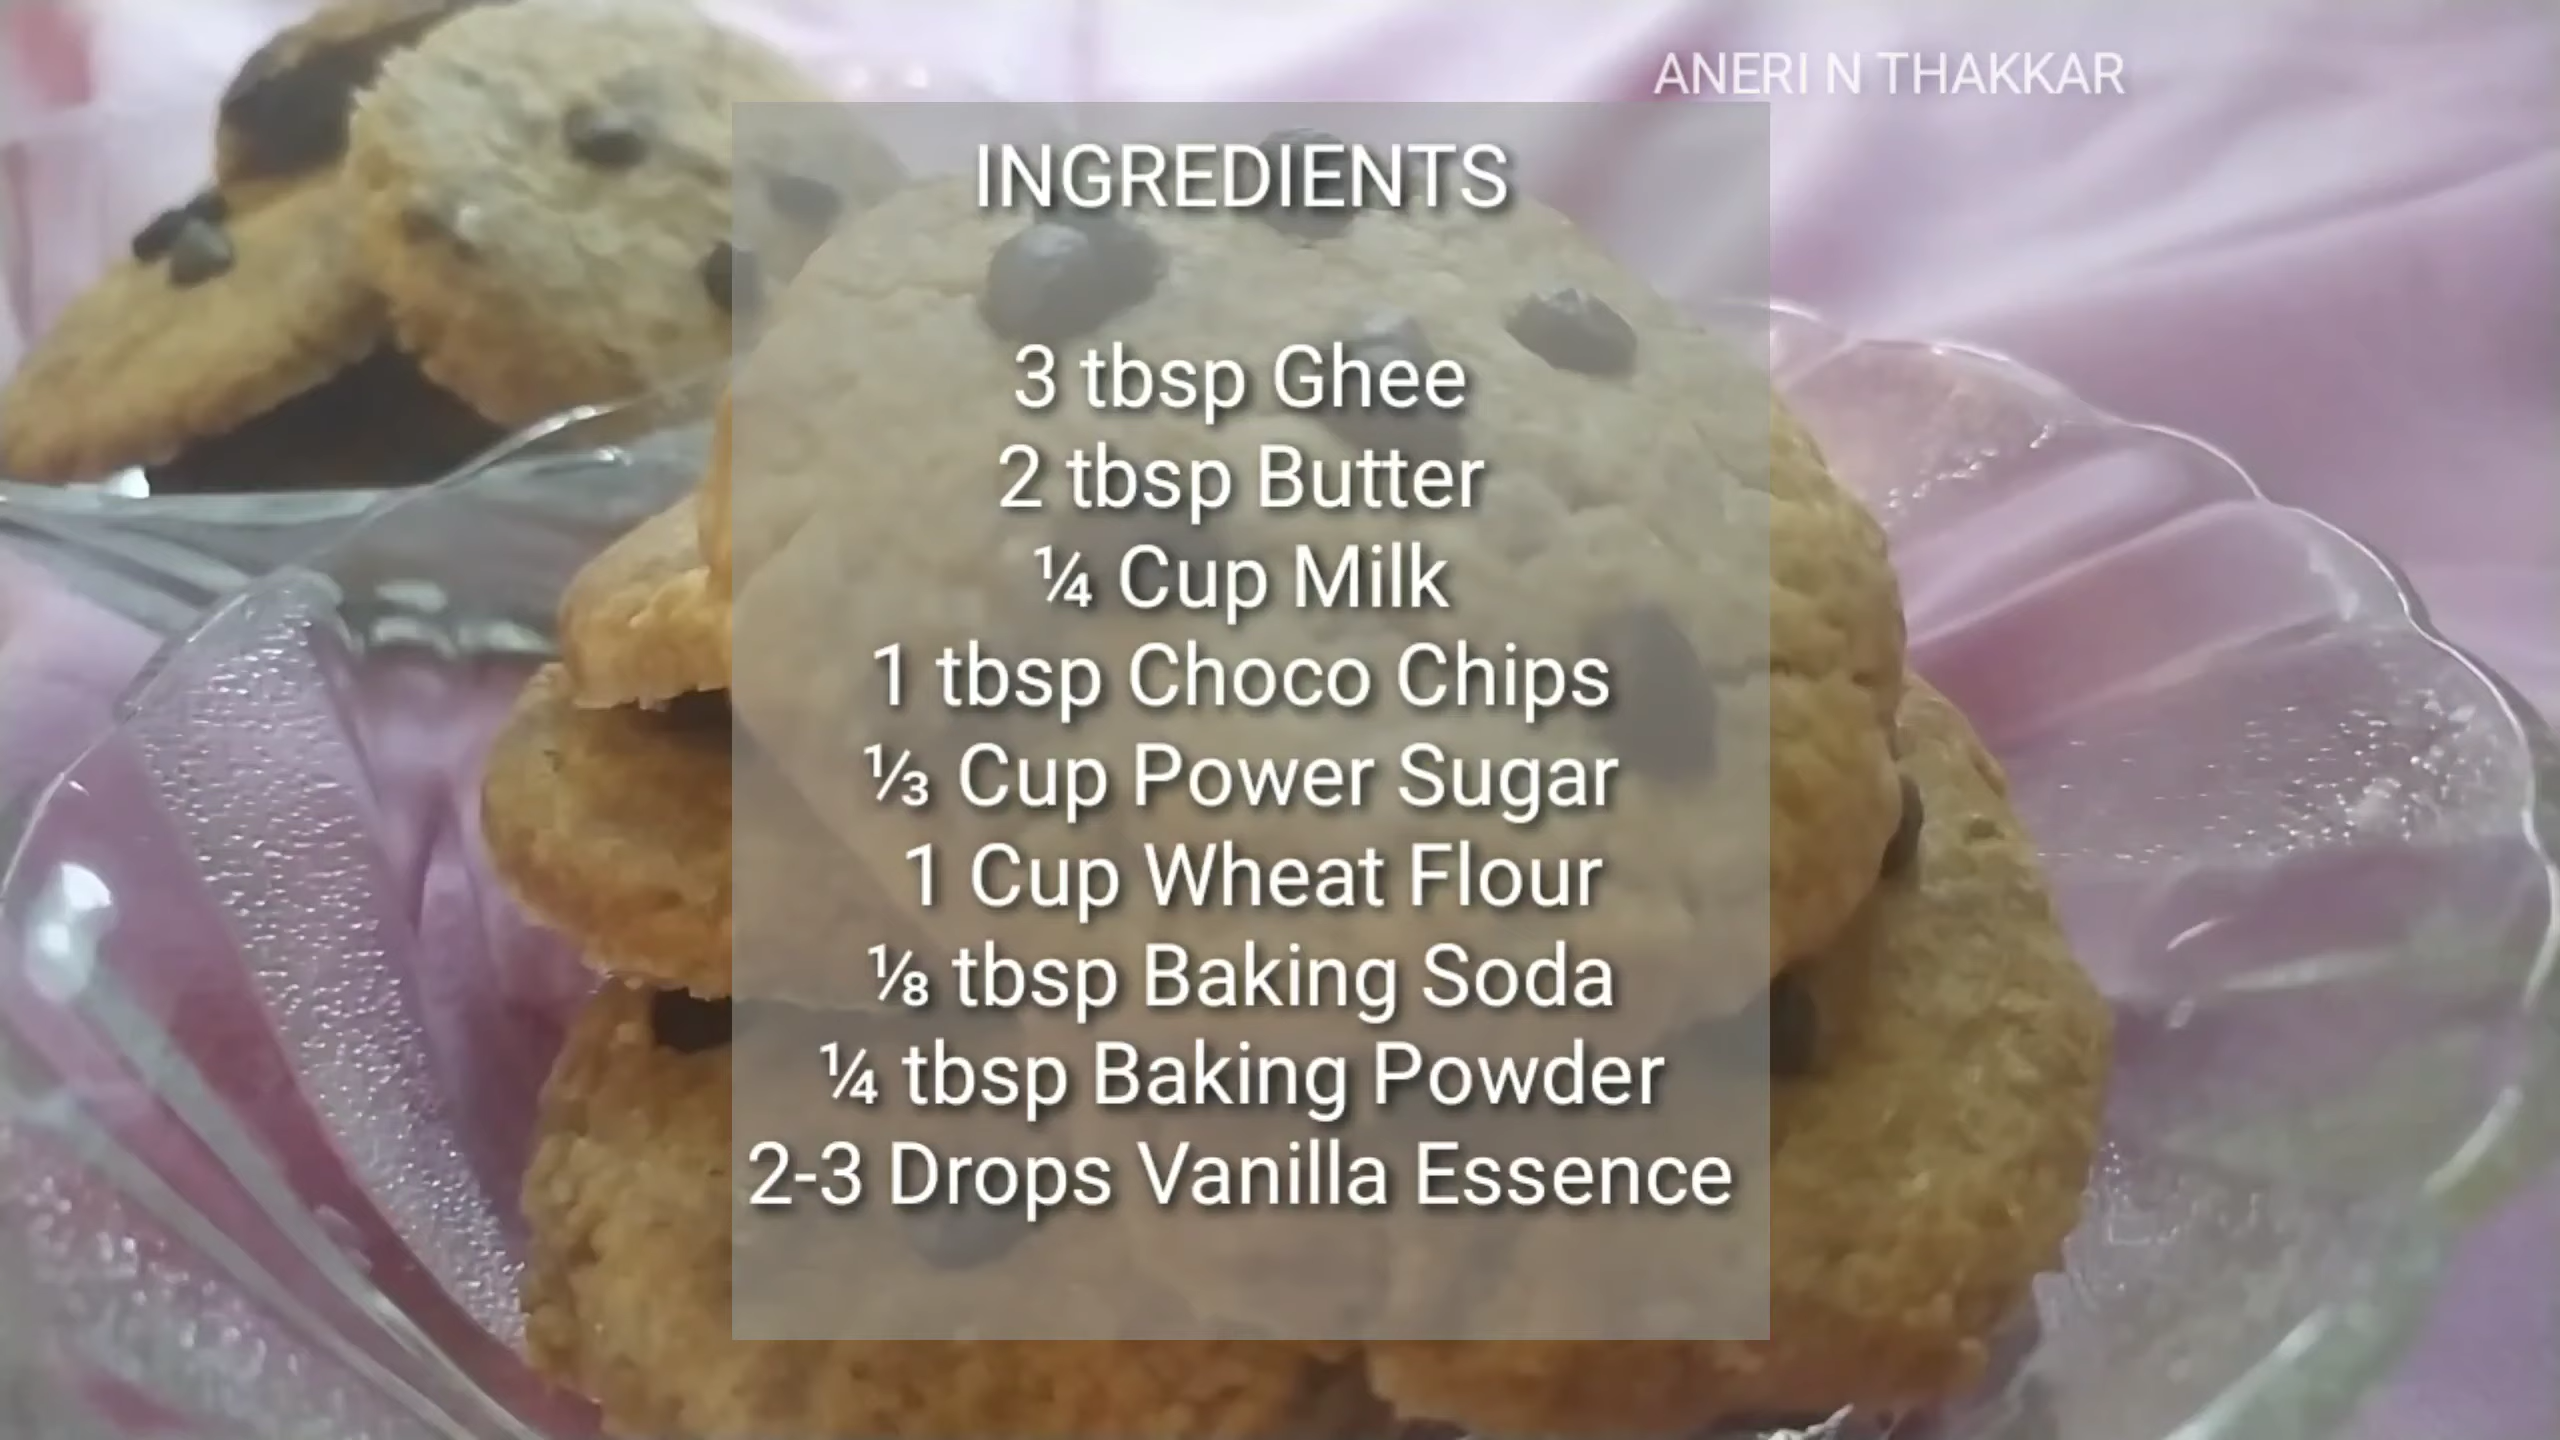 ANERI N THAKKAR
INGREDIENTS
3 tbsp Ghee
2 tbsp Butter
¼ Cup Milk
1 tbsp Choco Chips
⅓ Cup Power Sugar
1 Cup Wheat Flour
⅛ tbsp Baking Soda
¼ tbsp Baking Powder
2-3 Drops Vanilla Essence